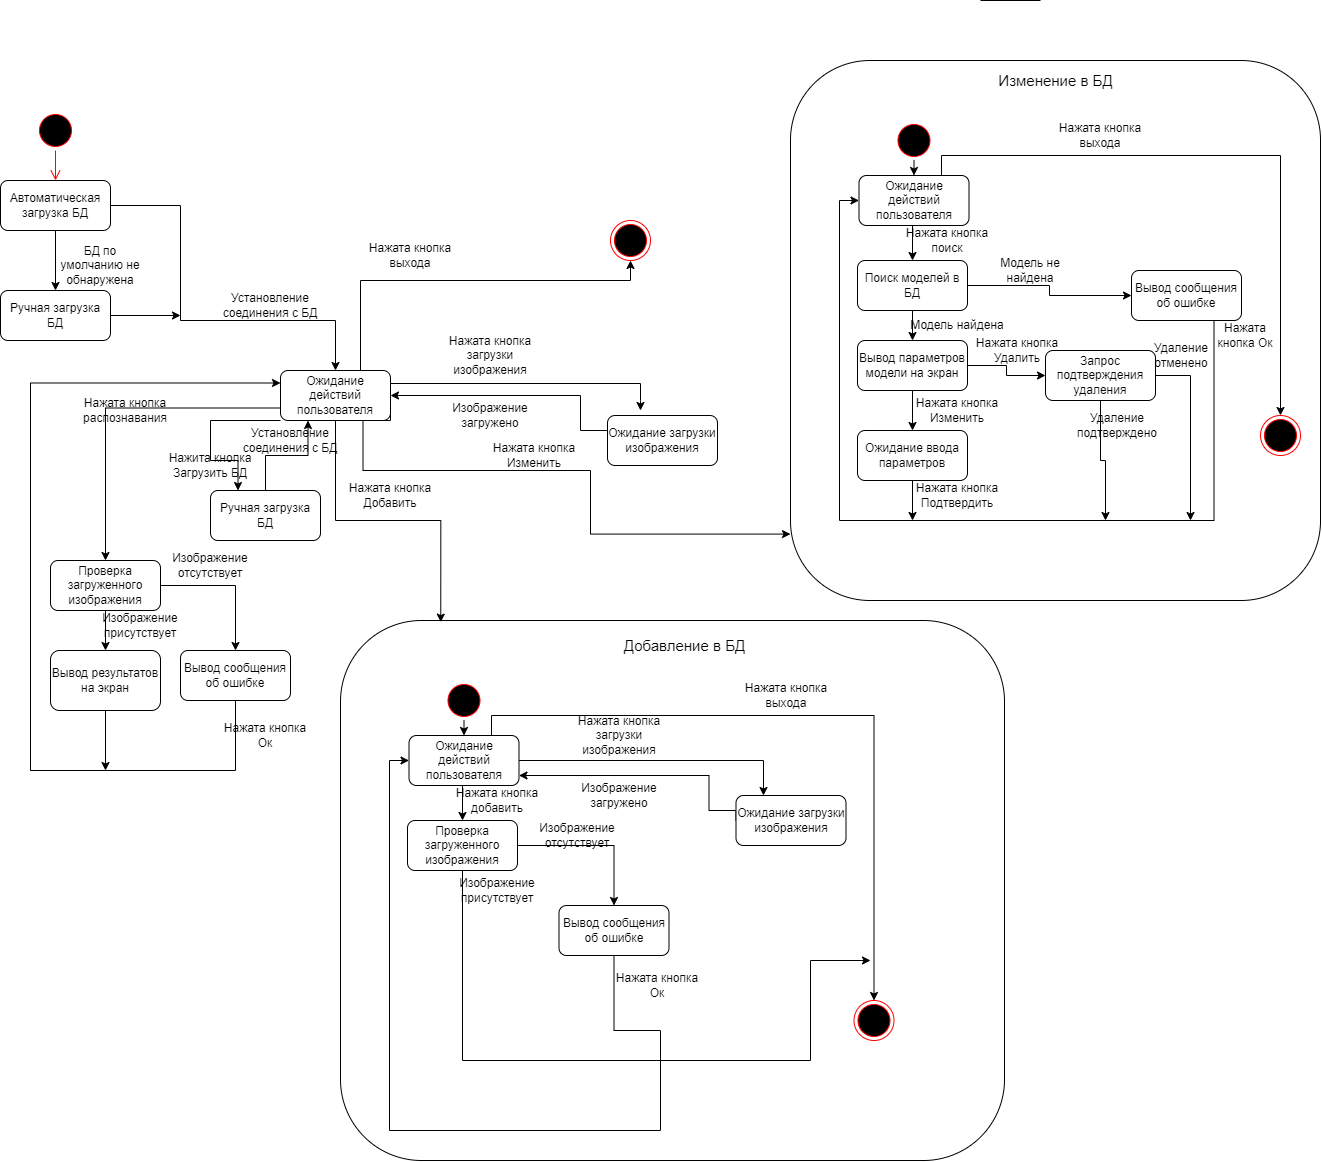 Изменение в БД
Нажата кнопка
выхода
Ожидание
действий
пользователя
Нажата кнопка
поиск
Поиск моделей в
БД
Модель не
найдена
Вывод сообщения
об ошибке
Модель найдена
Нажата кнопка
Удалить
Нажата
кнопка Ок
Вывод параметров
модели на экран
Запрос
подтверждения
удаления
Удаление
отменено
Нажата кнопка
Изменить
Удаление
подтверждено
Ожидание ввода
параметров
Нажата кнопка
Подтвердить
Автоматическая
загрузка БД
БД по
умолчанию не
обнаружена
Ручная загрузка
БД
Установление
соединения с БД
Нажата кнопка
выхода
Ожидание
действий
пользователя
Нажата кнопка
загрузки
изображения
Изображение
загружено
Ожидание загрузки
изображения
Нажата кнопка
Изменить
Нажата кнопка
распознавания
Установление
соединения с БД
Нажита кнопка
Загрузить БД
Ручная загрузка
БД
Нажата кнопка
Добавить
Проверка
загруженного
изображения
Изображение
отсутствует
Изображение
присутствует
Вывод результатов
на экран
Вывод сообщения
об ошибке
Нажата кнопка
Ок
Добавление в БД
Нажата кнопка
выхода
Нажата кнопка
загрузки
изображения
Ожидание
действий
пользователя
Изображение
загружено
Ожидание загрузки
изображения
Нажата кнопка
добавить
Проверка
загруженного
изображения
Изображение
отсутствует
Изображение
присутствует
Вывод сообщения
об ошибке
Нажата кнопка
Ок